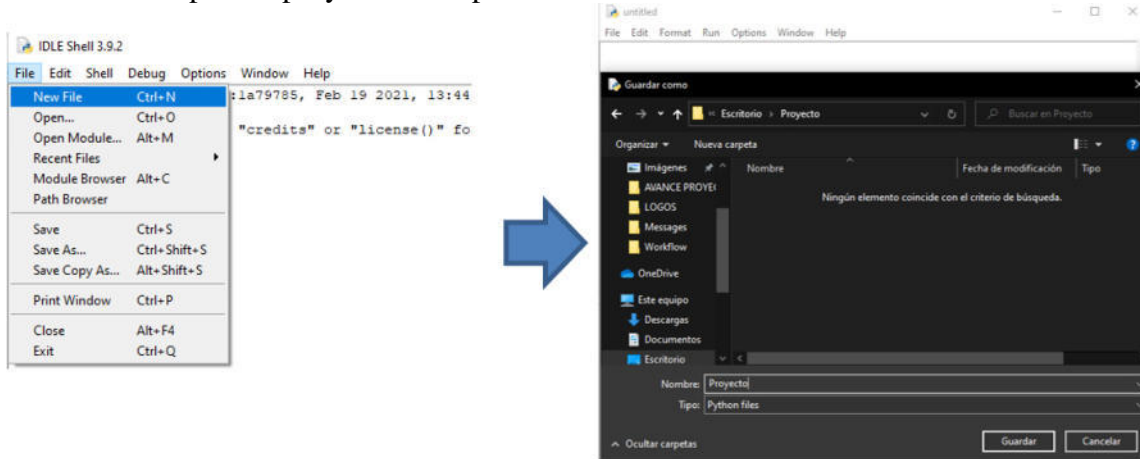 IDLE Shell 3.9.2
File Edit Shell Debug Options Window Help
New File Ctrl+N
:1a79785, Feb 19 2021, 13:44
Open... Ctrl+O
"credits" or "license()" fo
Open Module... Alt+M
Recent Files
Module Browser Alt+C
Path Browser
Save Ctrl+S
Save As... Ctrl+Shift+S
Save Copy As... Alt+Shift+S
Print Window Ctrl+P
Close Alt+F4
Exit Ctrl+Q
untitled
File Edit Format Run Options Window Help
Guardar como
« Escritorio › Proyecto
Buscar en Proyecto
Organizar Nueva carpeta
Nombre Fecha de modificación Tipo
Ningún elemento coincide con el criterio de búsqueda.
Imágenes
AVANCE PROYE
LOGOS
Messages
Workflow
OneDrive
Este equipo
Descargas
Documentos
Escritorio
Nombre: Proyecto
Tipo: Python files
Ocultar carpetas
Guardar Cancelar